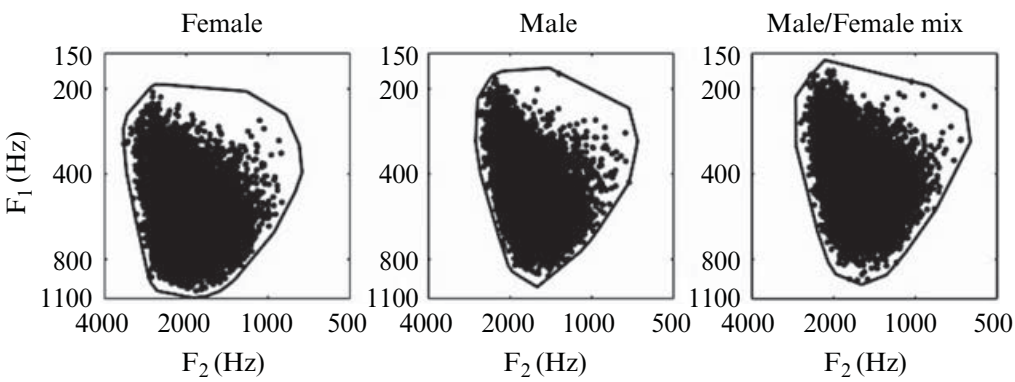 Female Male Male/Female mix
150 150 150
200 200 200
F₁ (Hz)
400 400 400
800 800 800
1100 1100 1100
4000 2000 1000 500 4000 2000 1000 500 4000 2000 1000 500
F₂ (Hz) F₂ (Hz) F₂ (Hz)